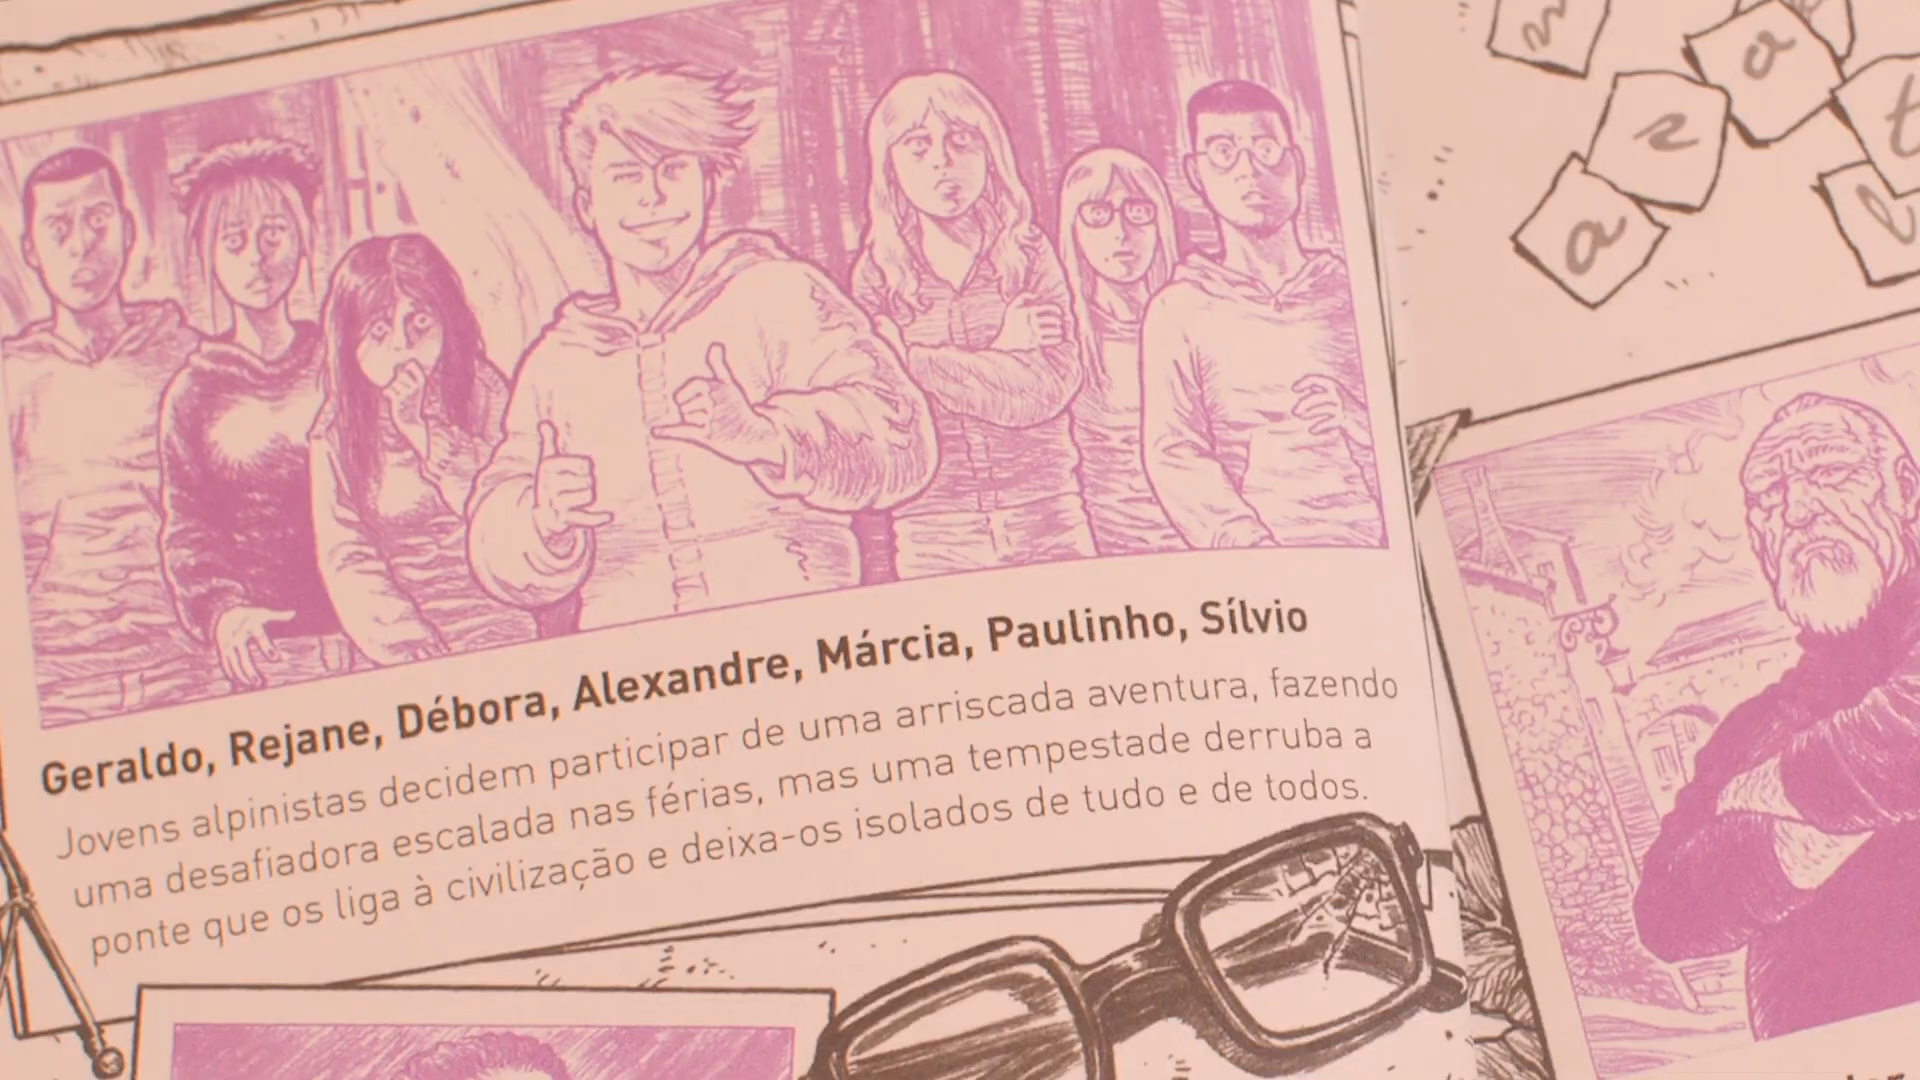 Geraldo, Rejane, Débora, Alexandre, Márcia, Paulinho, Sílvio
Jovens alpinistas decidem participar de uma arriscada aventura, fazendo
uma desafiadora escalada nas férias, mas uma tempestade derruba a
ponte que os liga à civilização e deixa-os isolados de tudo e de todos.
a
z
t
a